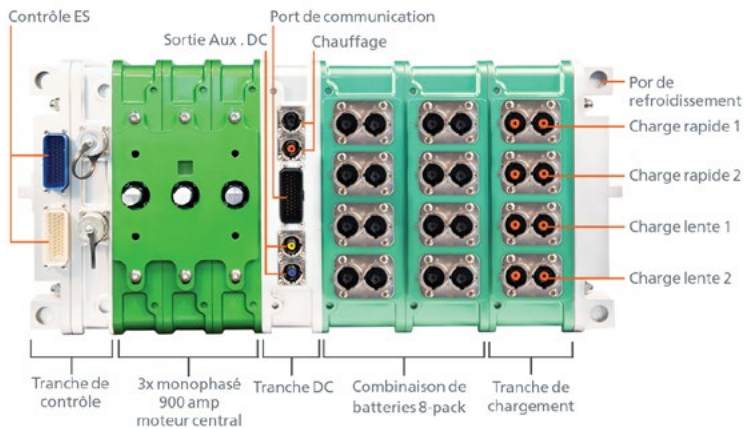 Contrôle ES
Port de communication
Sortie Aux . DC
Chauffage
Por de
refroidissement
Charge rapide 1
Charge rapide 2
Charge lente 1
Charge lente 2
Tranche de
contrôle
3x monophasé
900 amp
moteur central
Tranche DC
Combinaison de
batteries 8-pack
Tranche de
chargement